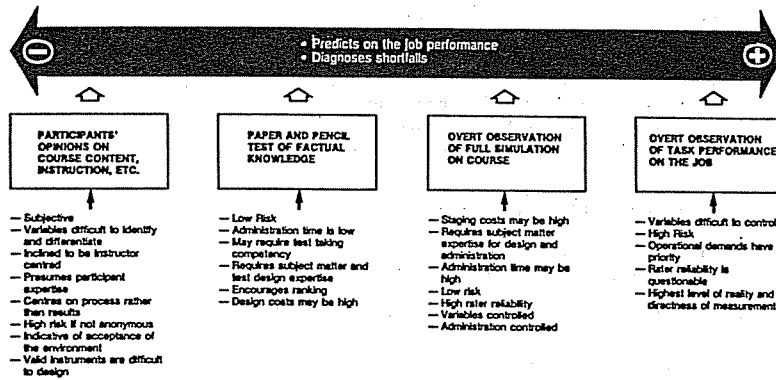 • Predicts on the job performance
• Diagnoses shortfalls
PARTICIPANTS'
OPINIONS ON
COURSE CONTENT,
INSTRUCTION, ETC.
PAPER AND PENCIL
TEST OF FACTUAL
KNOWLEDGE
OVERT OBSERVATION
OF FULL SIMULATION
ON COURSE
OVERT OBSERVATION
OF TASK PERFORMANCE
ON THE JOB
— Subjective
— Variables difficult to identify
and differentiate
— Inclined to be instructor
centred
— Presumes participant
expertise
— Centres on process rather
than results
— High risk if not anonymous
— Indicative of acceptance of
the environment
— Valid instruments are difficult
to design
— Low Risk
— Administration time is low
— May require test taking
competency
— Requires subject matter and
test design expertise
— Encourages ranking
— Design costs may be high
— Staging costs may be high
— Requires subject matter
expertise for design and
administration
— Administration time may be
high
— Low risk
— High rater reliability
— Variables controlled
— Administration controlled
— Variables difficult to control
— High Risk
— Operational demands have
priority
— Rater reliability is
questionable
— Highest level of reality and
directness of measurement